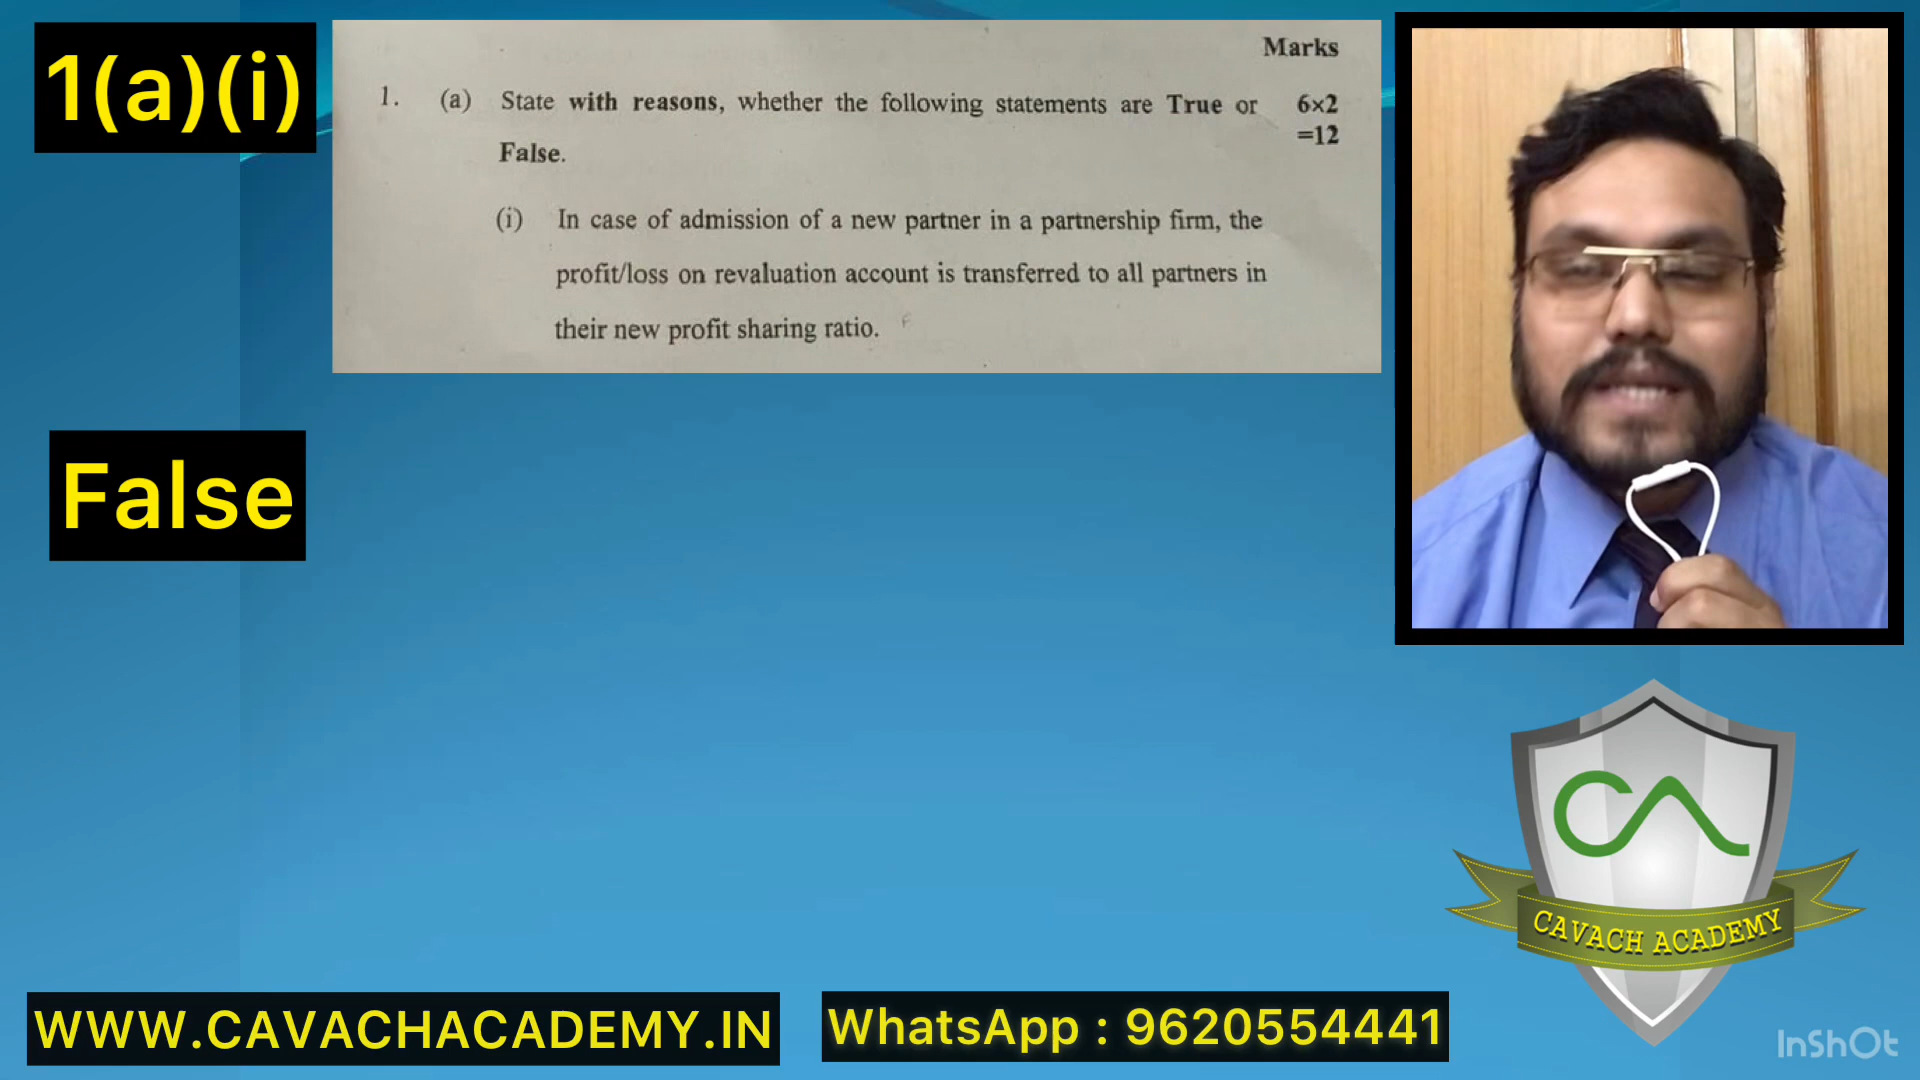 1(a)(i)
Marks
1. (a) State with reasons, whether the following statements are True or 6×2
=12
False.
(i) In case of admission of a new partner in a partnership firm, the
profit/loss on revaluation account is transferred to all partners in
their new profit sharing ratio. F
False
CA
CAVACH ACADEMY
WWW.CAVACHACADEMY.IN
WhatsApp : 9620554441
InShOt